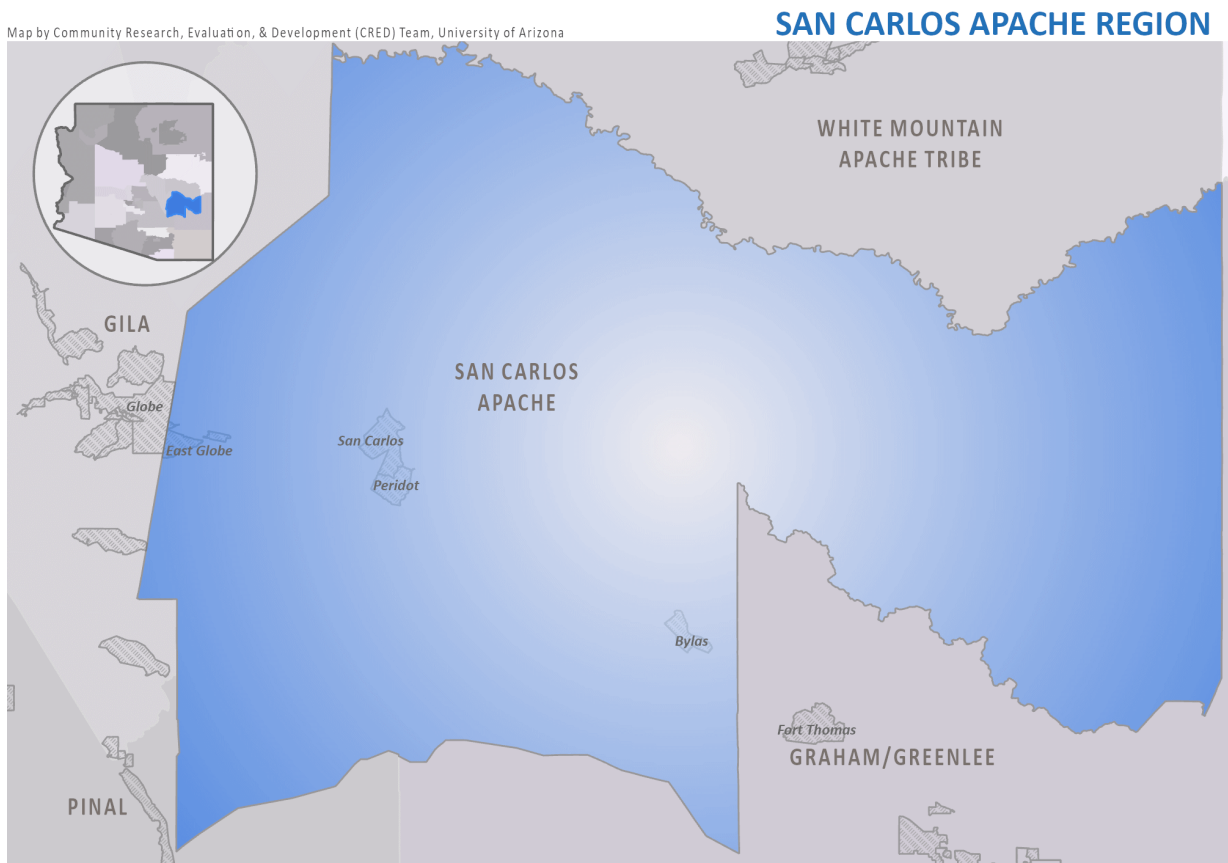 Map by Community Research, Evaluation, & Development (CRED) Team, University of Arizona
SAN CARLOS APACHE REGION
WHITE MOUNTAIN
APACHE TRIBE
GILA
SAN CARLOS
APACHE
Globe
San Carlos
East Globe
Peridot
Bylas
Fort Thomas
GRAHAM/GREENLEE
PINAL